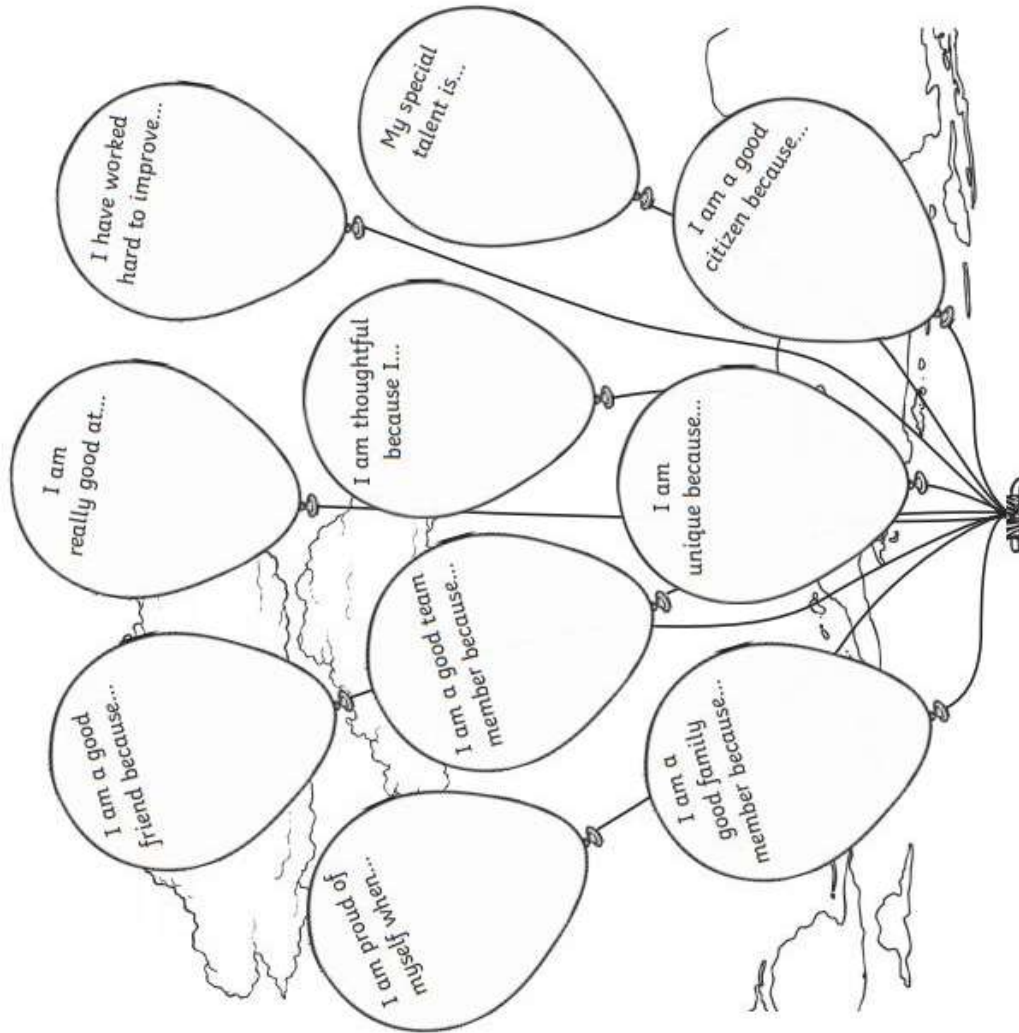 I am a good
friend because...
I am
really good at...
I have worked
hard to improve...
I am proud of
myself when...
I am a good team
member because...
I am thoughtful
because I...
My special
talent is...
I am a
good family
member because...
I am
unique because...
I am a good
citizen because...